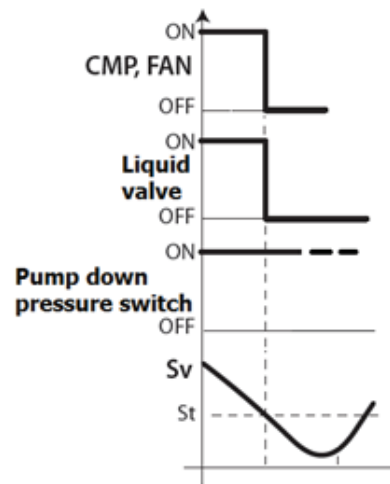 ON
CMP, FAN
OFF
ON
Liquid
valve
OFF
ON
Pump down
pressure switch
OFF
Sv
St